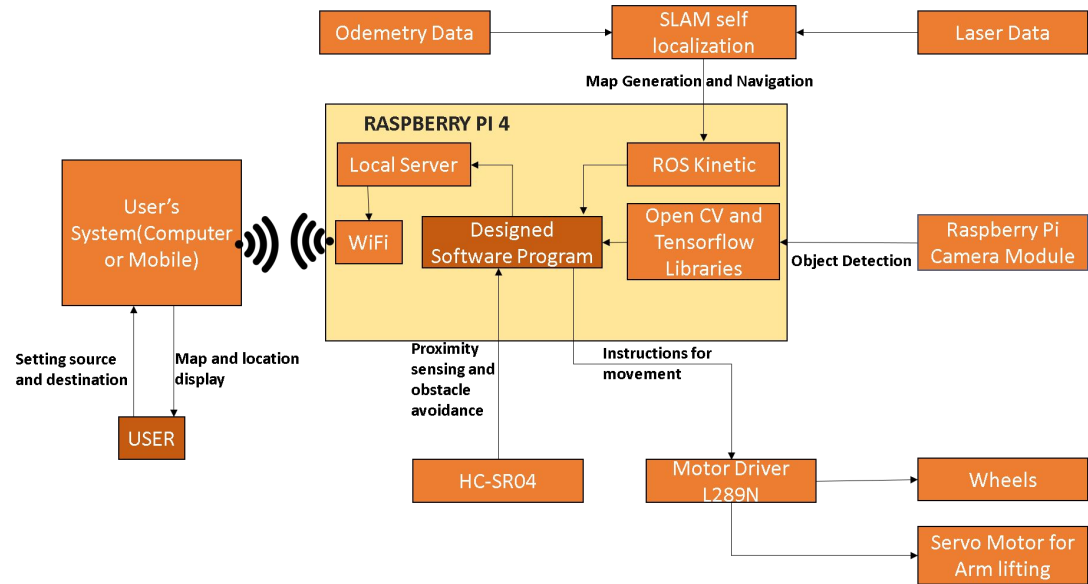 Odemetry Data
SLAM self
localization
Laser Data
Map Generation and Navigation
RASPBERRY PI 4
Local Server
ROS Kinetic
User’s
System(Computer
or Mobile)
WiFi
Designed
Software Program
Open CV and
Tensorflow
Libraries
Raspberry Pi
Camera Module
Object Detection
Setting source
and destination
Map and location
display
Proximity
sensing and
obstacle
avoidance
Instructions for
movement
USER
HC-SR04
Motor Driver
L289N
Wheels
Servo Motor for
Arm lifting